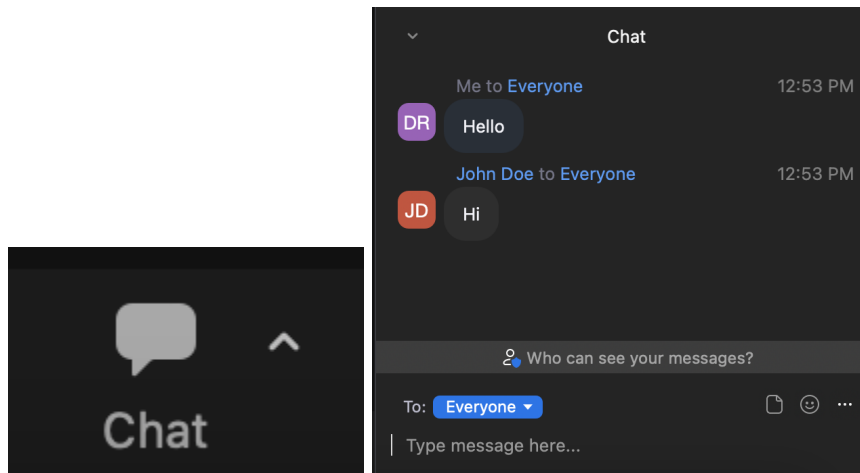 Chat
Chat
Me to Everyone 12:53 PM
DR Hello
John Doe to Everyone 12:53 PM
JD Hi
Who can see your messages?
To: Everyone
Type message here...